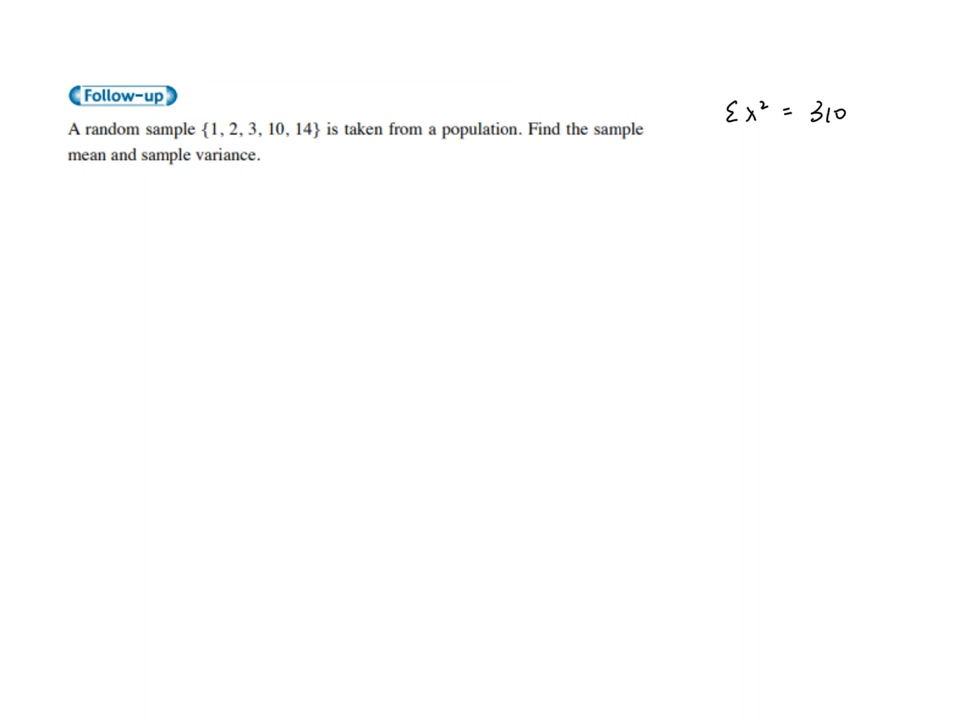 Follow-up
Σx² = 310
A random sample {1, 2, 3, 10, 14} is taken from a population. Find the sample
mean and sample variance.